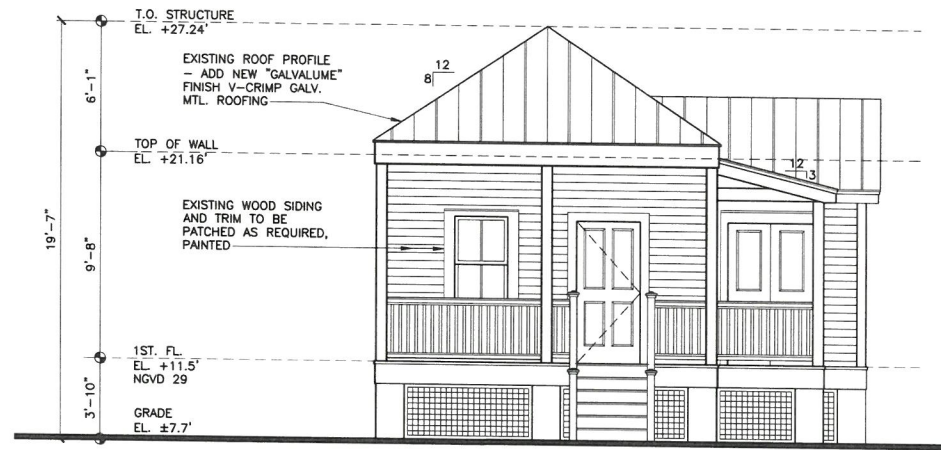 T.O. STRUCTURE
EL. +27.24'
EXISTING ROOF PROFILE
- ADD NEW "GALVALUME"
FINISH V-CRIMP GALV.
MTL. ROOFING
12
8
6'-1"
TOP OF WALL
EL. +21.16'
12
3
EXISTING WOOD SIDING
AND TRIM TO BE
PATCHED AS REQUIRED,
PAINTED
19'-7"
9'-8"
1ST. FL.
EL. +11.5'
NGVD 29
3'-10"
GRADE
EL. ±7.7'